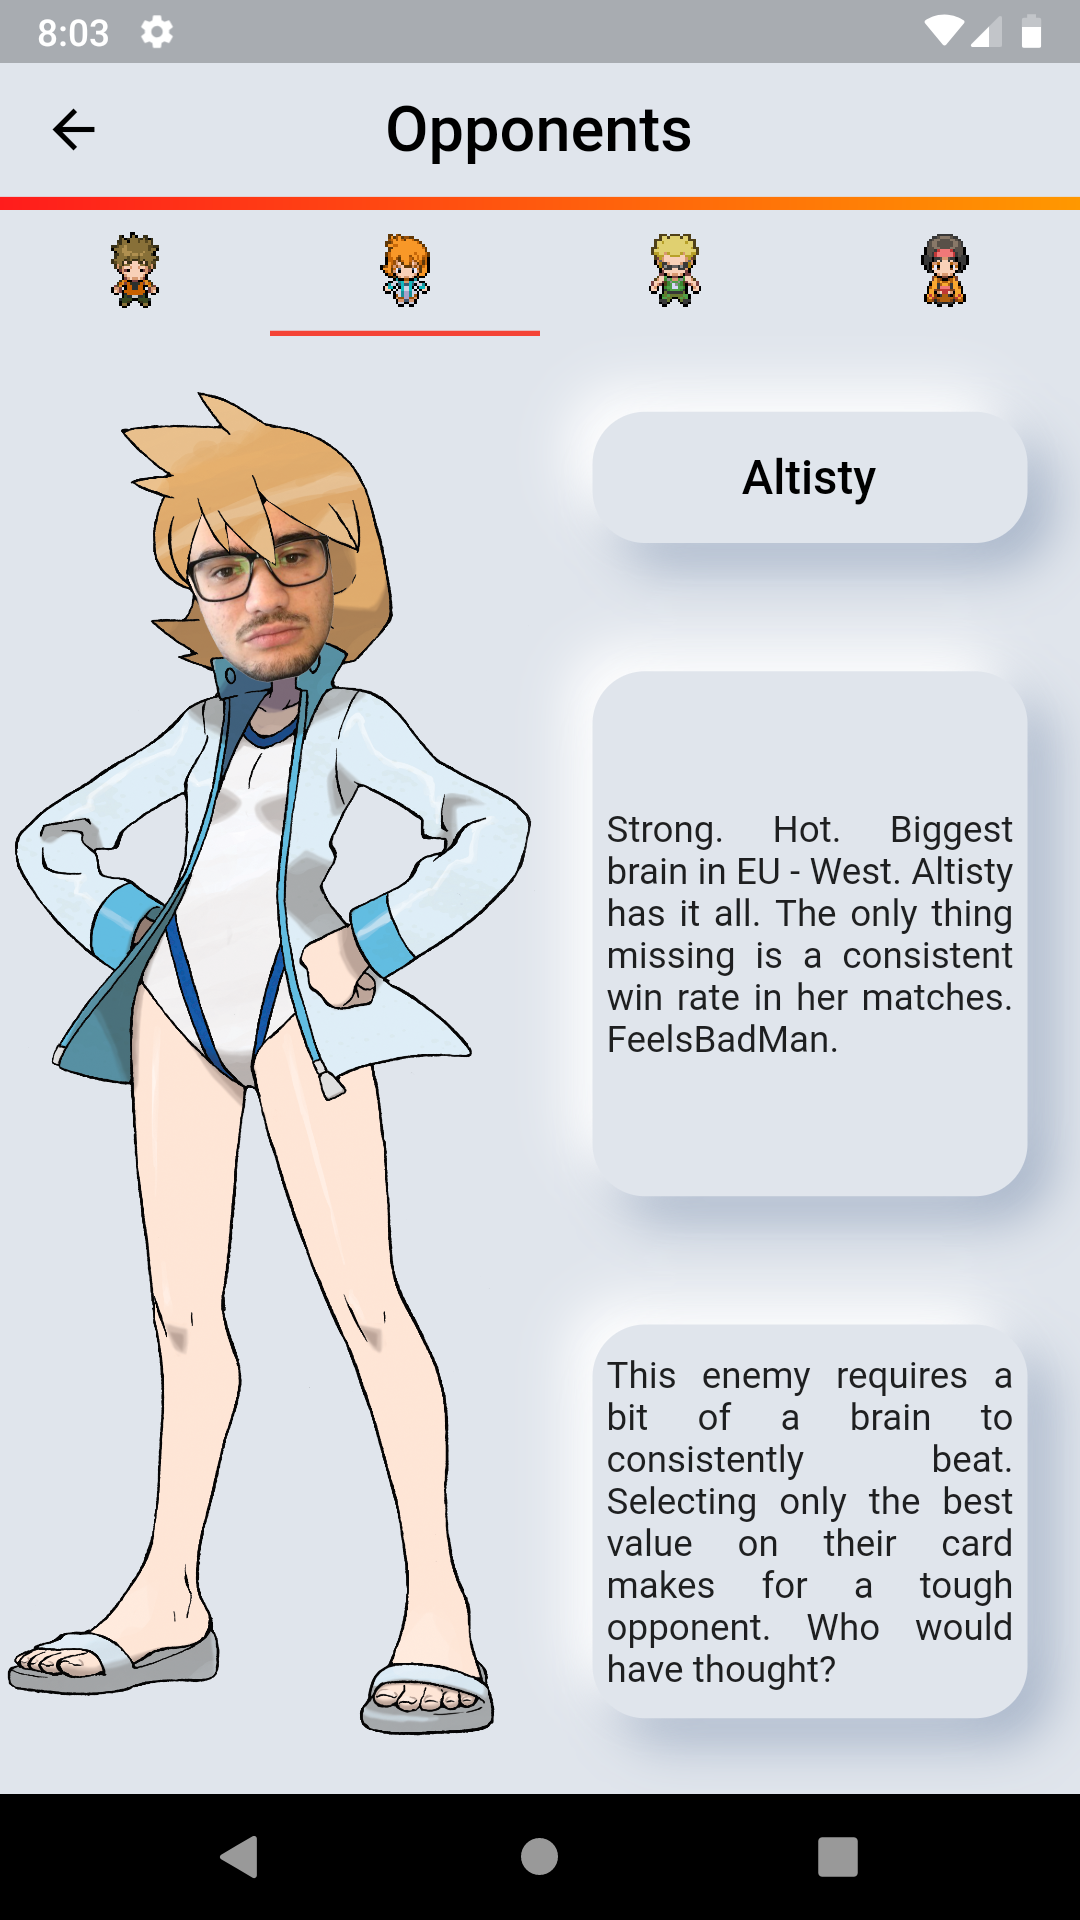 8:03
Opponents
Altisty
Strong. Hot. Biggest
brain in EU - West. Altisty
has it all. The only thing
missing is a consistent
win rate in her matches.
FeelsBadMan.
This enemy requires a
bit of a brain to
consistently beat.
Selecting only the best
value on their card
makes for a tough
opponent. Who would
have thought?